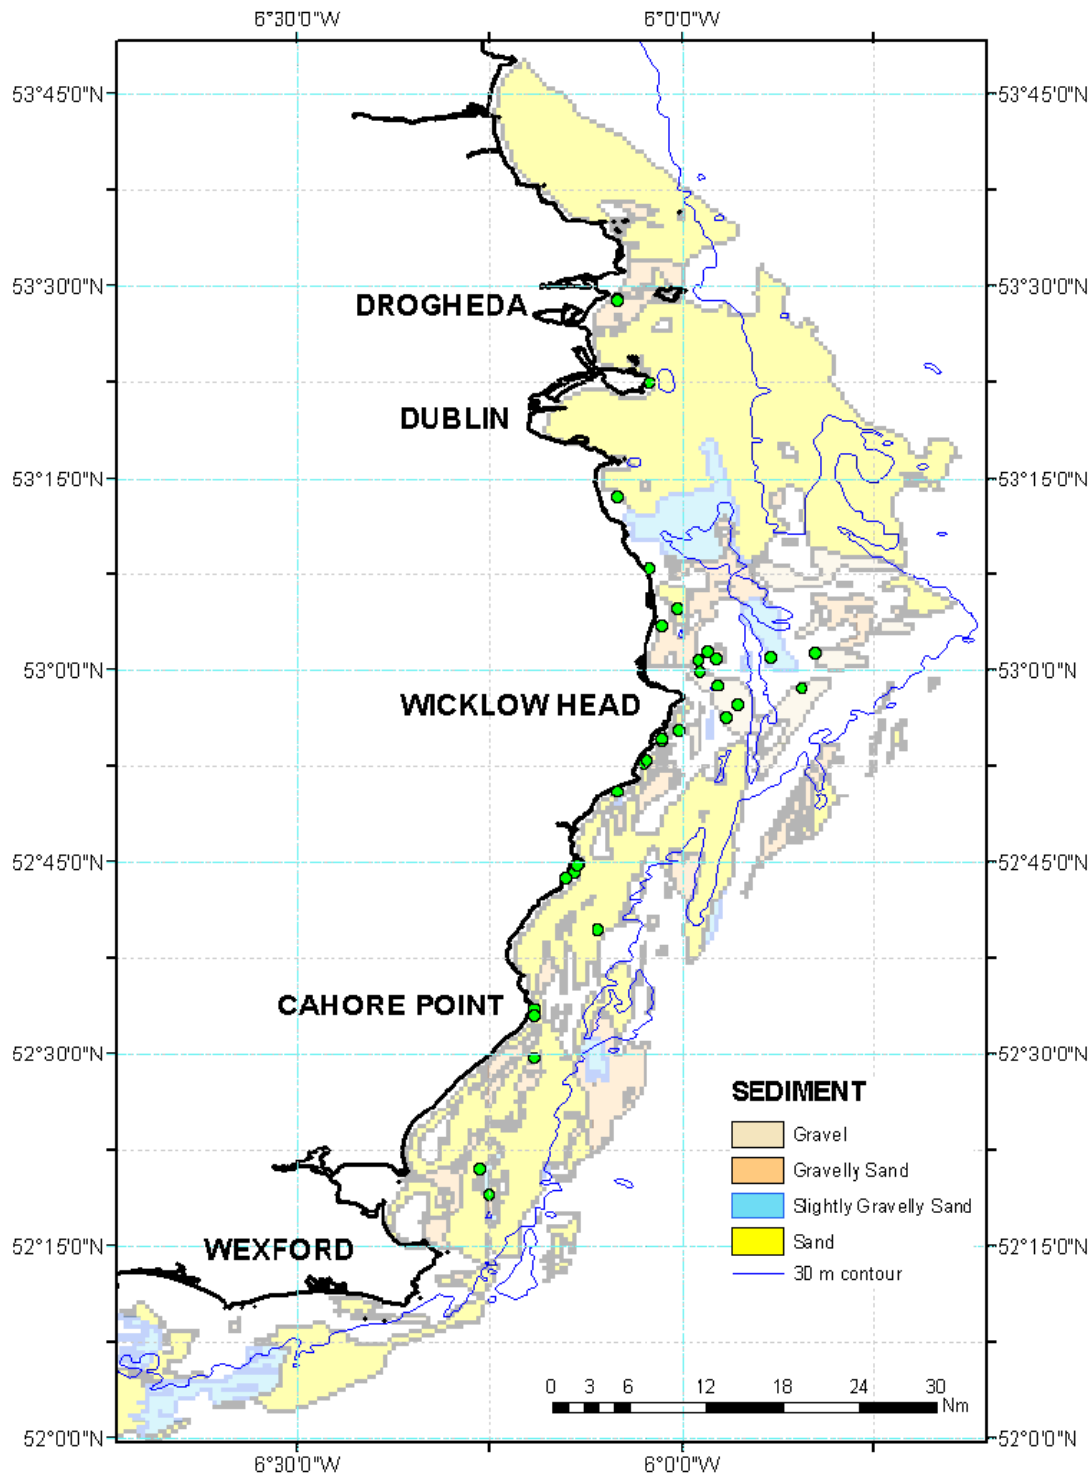 6°30'0"W 6°0'0"W
53°45'0"N 53°45'0"N
53°30'0"N 53°30'0"N
DROGHEDA
DUBLIN
53°15'0"N 53°15'0"N
53°0'0"N 53°0'0"N
WICKLOW HEAD
52°45'0"N 52°45'0"N
CAHORE POINT
52°30'0"N 52°30'0"N
SEDIMENT
Gravel
Gravelly Sand
Slightly Gravelly Sand
Sand
30 m contour
WEXFORD
52°15'0"N 52°15'0"N
0 3 6 12 18 24 30
Nm
52°0'0"N 52°0'0"N
6°30'0"W 6°0'0"W